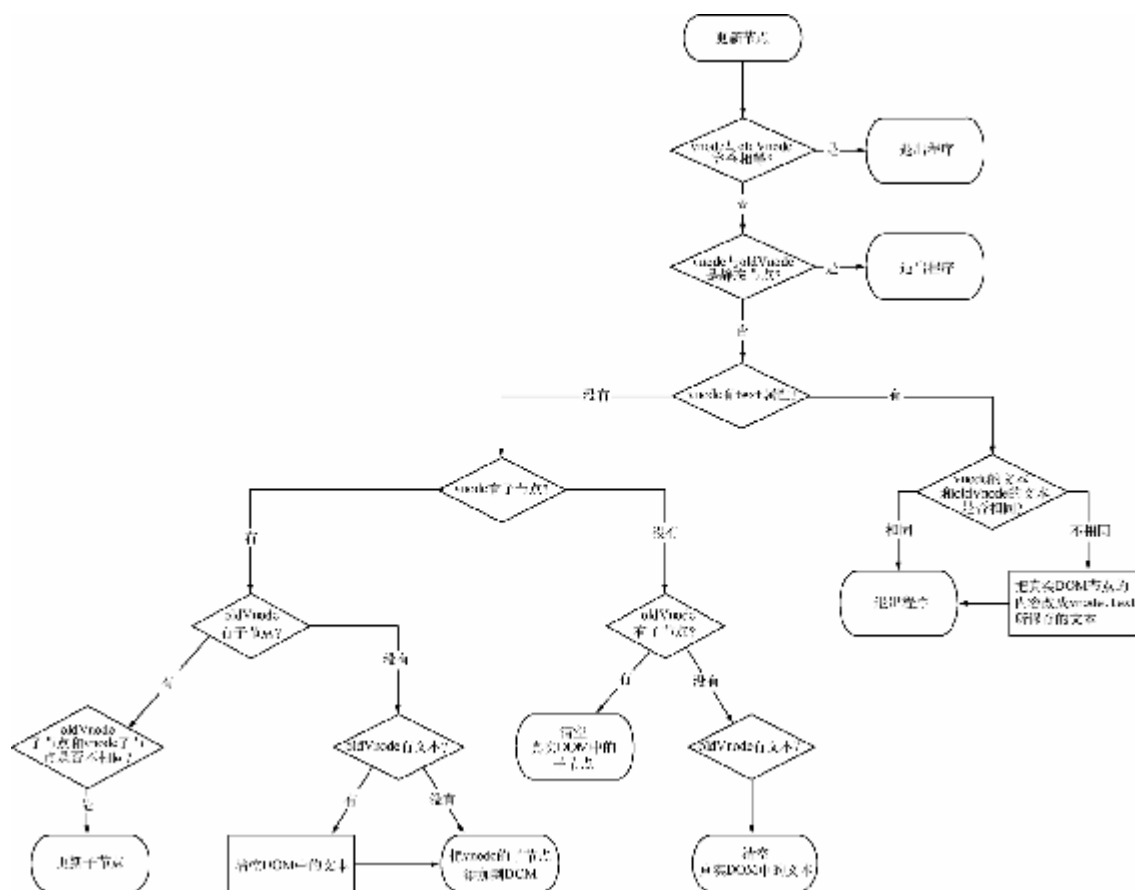 更新节点
vnode与oldVnode
完全相等?
是
退出程序
否
vnode与oldVnode
是静态节点?
是
退出程序
否
vnode有text属性?
没有
有
vnode有子节点?
vnode的文本
和oldVnode的文本
是否相同?
有
没有
相同
不相同
oldVnode
有子节点?
oldVnode
有子节点?
退出程序
把真实DOM节点的
内容改成vnode.text
所保存的文本
有
没有
有
没有
oldVnode
子节点和vnode子节
点是否不相同?
oldVnode有文本?
清空
真实DOM中的
子节点
oldVnode有文本?
是
有
没有
更新子节点
清空DOM中的文本
把vnode的子节点
添加到DOM
清空
真实DOM中的文本